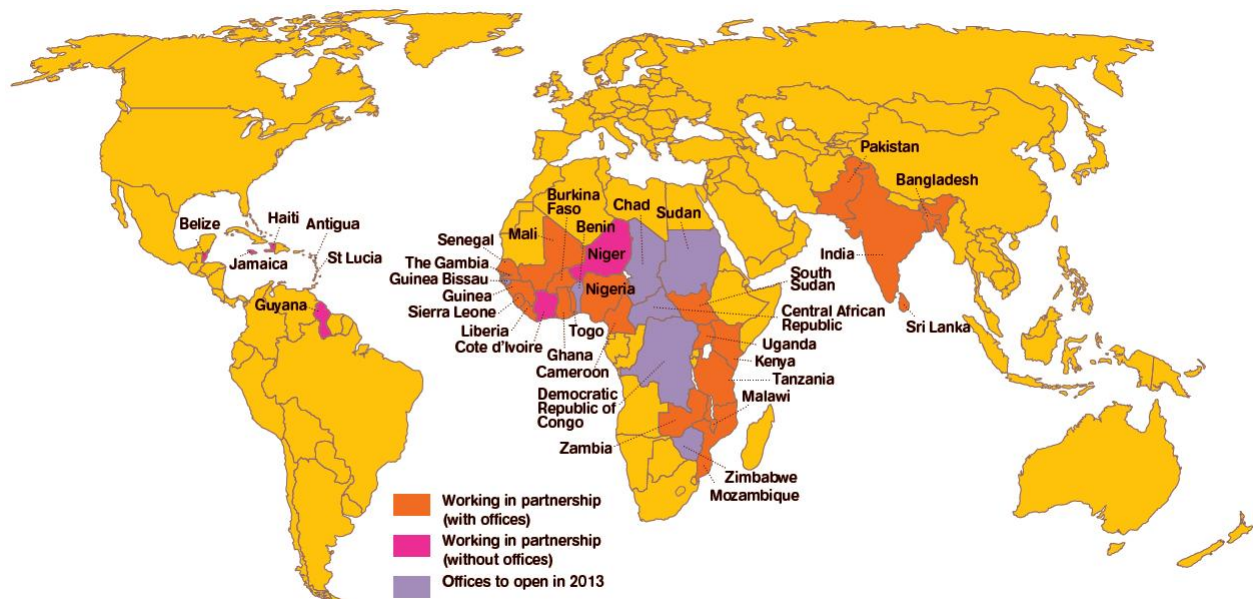 Belize
Haiti
Antigua
Jamaica
St Lucia
Guyana
Burkina
Faso
Chad
Sudan
Benin
Mali
Niger
Senegal
The Gambia
Guinea Bissau
Guinea
Sierra Leone
Liberia
Cote d'Ivoire
Nigeria
Togo
Ghana
Cameroon
Democratic
Republic of
Congo
Zambia
Pakistan
Bangladesh
India
Sri Lanka
South
Sudan
Central African
Republic
Uganda
Kenya
Tanzania
Malawi
Zimbabwe
Mozambique
Working in partnership
(with offices)
Working in partnership
(without offices)
Offices to open in 2013